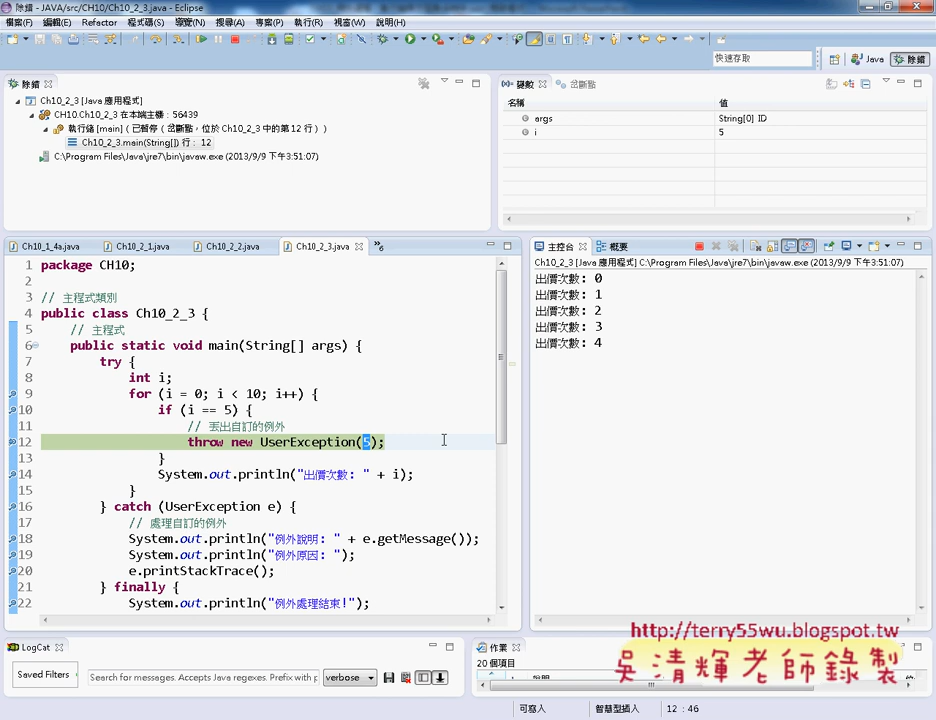 除錯 - JAVA/src/CH10/Ch10_2_3.java - Eclipse
檔案(F) 編輯(E) Refactor 程式碼(S) 導覽(N) 搜尋(A) 專案(P) 執行(R) 視窗(W) 說明(H)
快速存取
Java
除錯
除錯
Ch10_2_3 [Java 應用程式]
CH10.Ch10_2_3 在本端主機：56439
執行緒 [main]（已暫停（岔斷點，位於 Ch10_2_3 中的第 12 行））
Ch10_2_3.main(String[]) 行：12
C:\Program Files\Java\jre7\bin\javaw.exe (2013/9/9 下午3:51:07)
變數 岔斷點
名稱 值
args String[0] ID
i 5
Ch10_1_4a.java Ch10_2_1.java Ch10_2_2.java Ch10_2_3.java 6
1 package CH10;
2
3 // 主程式類別
4 public class Ch10_2_3 {
5 // 主程式
6 public static void main(String[] args) {
7 try {
8 int i;
9 for (i = 0; i < 10; i++) {
10 if (i == 5) {
11 // 丟出自訂的例外
12 throw new UserException(5);
13 }
14 System.out.println("出價次數: " + i);
15 }
16 } catch (UserException e) {
17 // 處理自訂的例外
18 System.out.println("例外說明: " + e.getMessage());
19 System.out.println("例外原因: ");
20 e.printStackTrace();
21 } finally {
22 System.out.println("例外處理結束!");
主控台 概要
Ch10_2_3 [Java 應用程式] C:\Program Files\Java\jre7\bin\javaw.exe (2013/9/9 下午3:51:07)
出價次數: 0
出價次數: 1
出價次數: 2
出價次數: 3
出價次數: 4
LogCat
Saved Filters
Search for messages. Accepts Java regexes. Prefix with p
verbose
作業
20 個項目
說明
http://terry55wu.blogspot.tw
吳清輝老師錄製
可寫入 智慧型插入 12 : 46